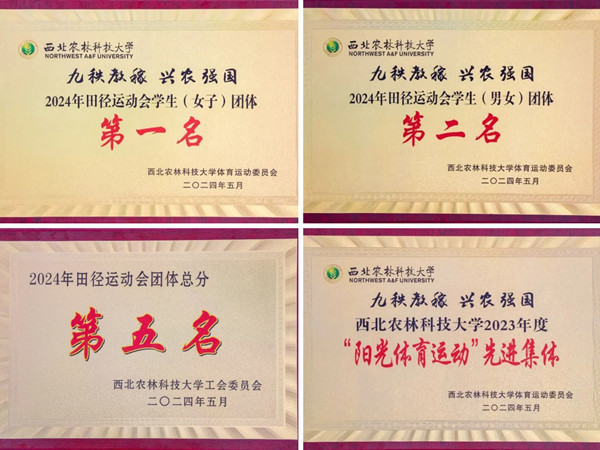 西北农林科技大学
NORTHWEST A&F UNIVERSITY
九秩教稼 兴农强国
2024年田径运动会学生（女子）团体
第一名
西北农林科技大学体育运动委员会
二〇二四年五月
西北农林科技大学
NORTHWEST A&F UNIVERSITY
九秩教稼 兴农强国
2024年田径运动会学生（男女）团体
第二名
西北农林科技大学体育运动委员会
二〇二四年五月
2024年田径运动会团体总分
第五名
西北农林科技大学工会委员会
二〇二四年五月
西北农林科技大学
NORTHWEST A&F UNIVERSITY
九秩教稼 兴农强国
西北农林科技大学2023年度
“阳光体育运动”先进集体
西北农林科技大学体育运动委员会
二〇二四年五月